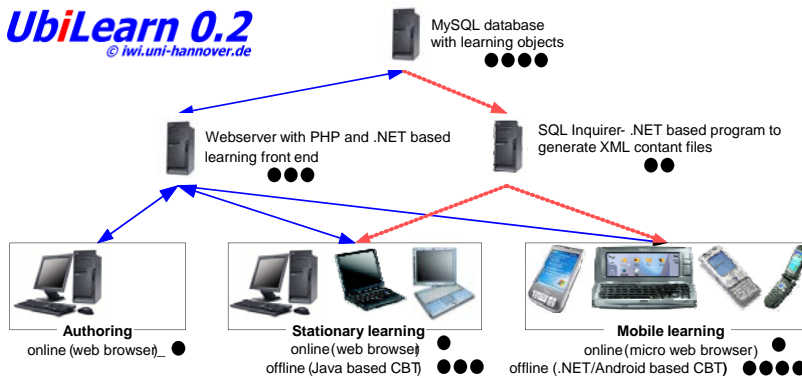 UbiLearn 0.2
© iwi.uni-hannover.de
MySQL database
with learning objects
Webserver with PHP and .NET based
learning front end
SQL Inquirer- .NET based program to
generate XML contant files
Authoring
online (web browser)_
Stationary learning
online (web browser)
offline (Java based CBT)
Mobile learning
online (micro web browser)
offline (.NET/Android based CBT)